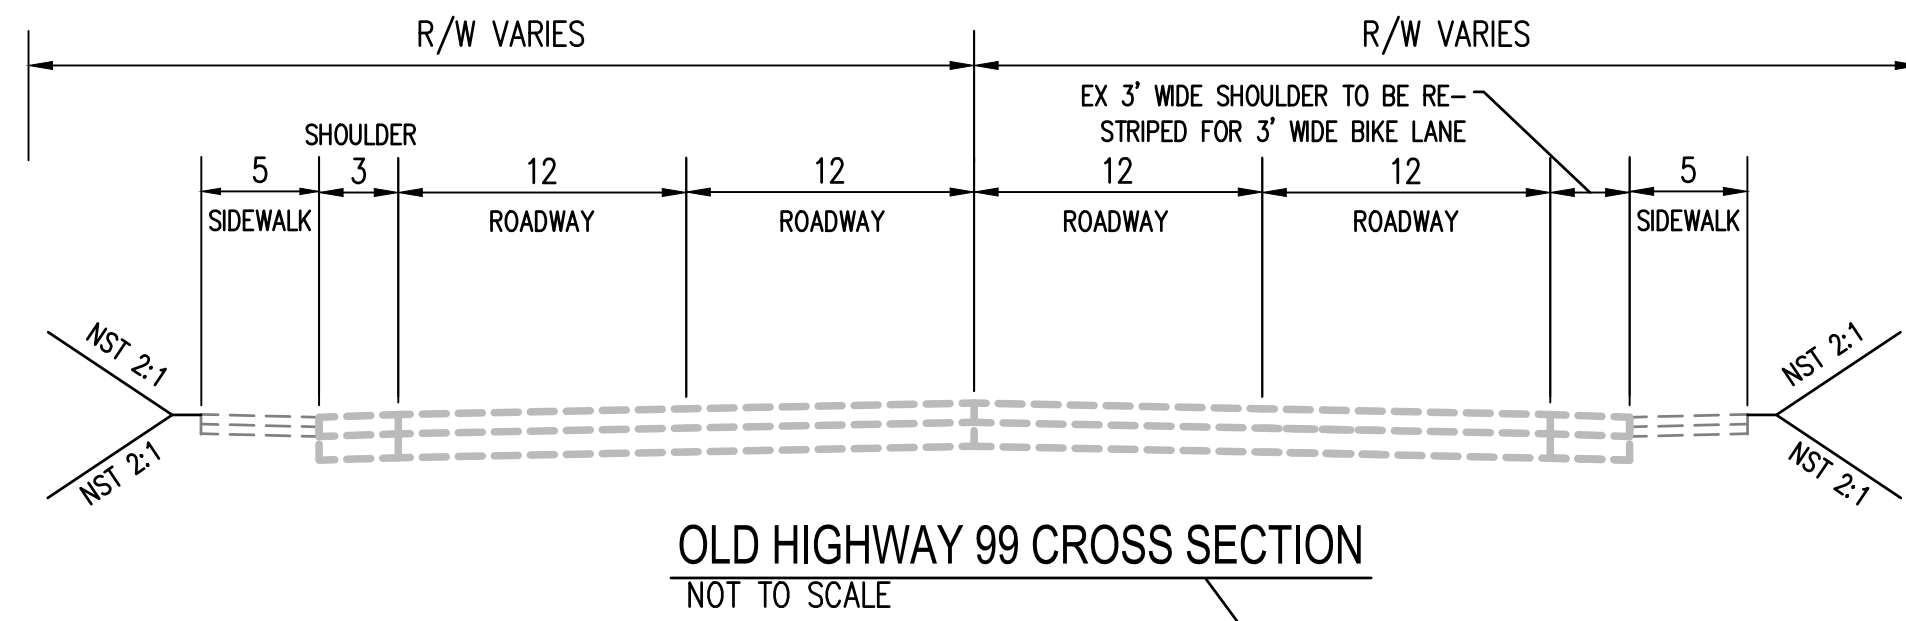 R/W VARIES
R/W VARIES
EX 3' WIDE SHOULDER TO BE RE-
STRIPED FOR 3' WIDE BIKE LANE
SHOULDER
5 3 12 12 12 12 5
SIDEWALK ROADWAY ROADWAY ROADWAY ROADWAY SIDEWALK
NST 2:1
NST 2:1
NST 2:1
NST 2:1
OLD HIGHWAY 99 CROSS SECTION
NOT TO SCALE